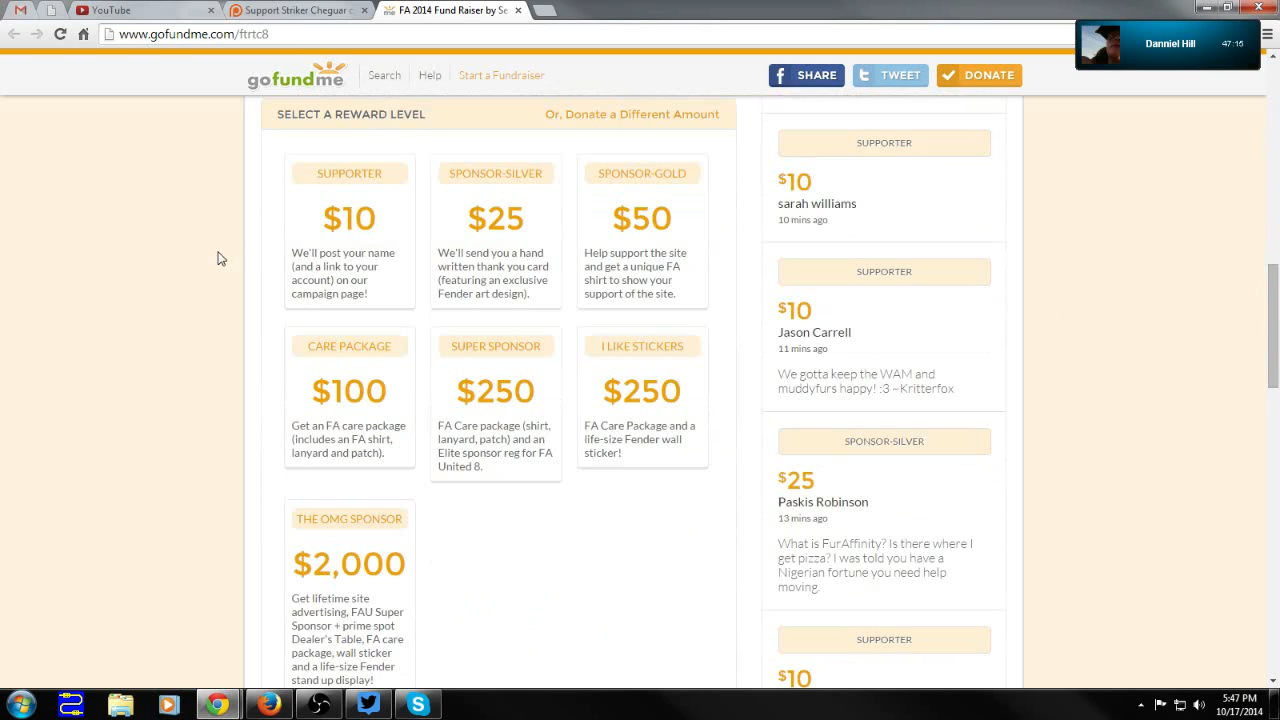 YouTube
Support Striker Cheguar c
FA 2014 Fund Raiser by Se
www.gofundme.com/ftrtc8
Danniel Hill
47:15
gofundme
Search
Help
Start a Fundraiser
SHARE
TWEET
DONATE
SELECT A REWARD LEVEL
Or, Donate a Different Amount
SUPPORTER
$10
We'll post your name
(and a link to your
account) on our
campaign page!
SPONSOR-SILVER
$25
We'll send you a hand
written thank you card
(featuring an exclusive
Fender art design).
SPONSOR-GOLD
$50
Help support the site
and get a unique FA
shirt to show your
support of the site.
CARE PACKAGE
$100
Get an FA care package
(includes an FA shirt,
lanyard and patch).
SUPER SPONSOR
$250
FA Care package (shirt,
lanyard, patch) and an
Elite sponsor reg for FA
United 8.
I LIKE STICKERS
$250
FA Care Package and a
life-size Fender wall
sticker!
THE OMG SPONSOR
$2,000
Get lifetime site
advertising, FAU Super
Sponsor + prime spot
Dealer's Table, FA care
package, wall sticker
and a life-size Fender
stand up display!
SUPPORTER
$10
sarah williams
10 mins ago
SUPPORTER
$10
Jason Carrell
11 mins ago
We gotta keep the WAM and
muddyfurs happy! :3 ~Kritterfox
SPONSOR-SILVER
$25
Paskis Robinson
13 mins ago
What is FurAffinity? Is there where I
get pizza? I was told you have a
Nigerian fortune you need help
moving.
SUPPORTER
$10
5:47 PM
10/17/2014